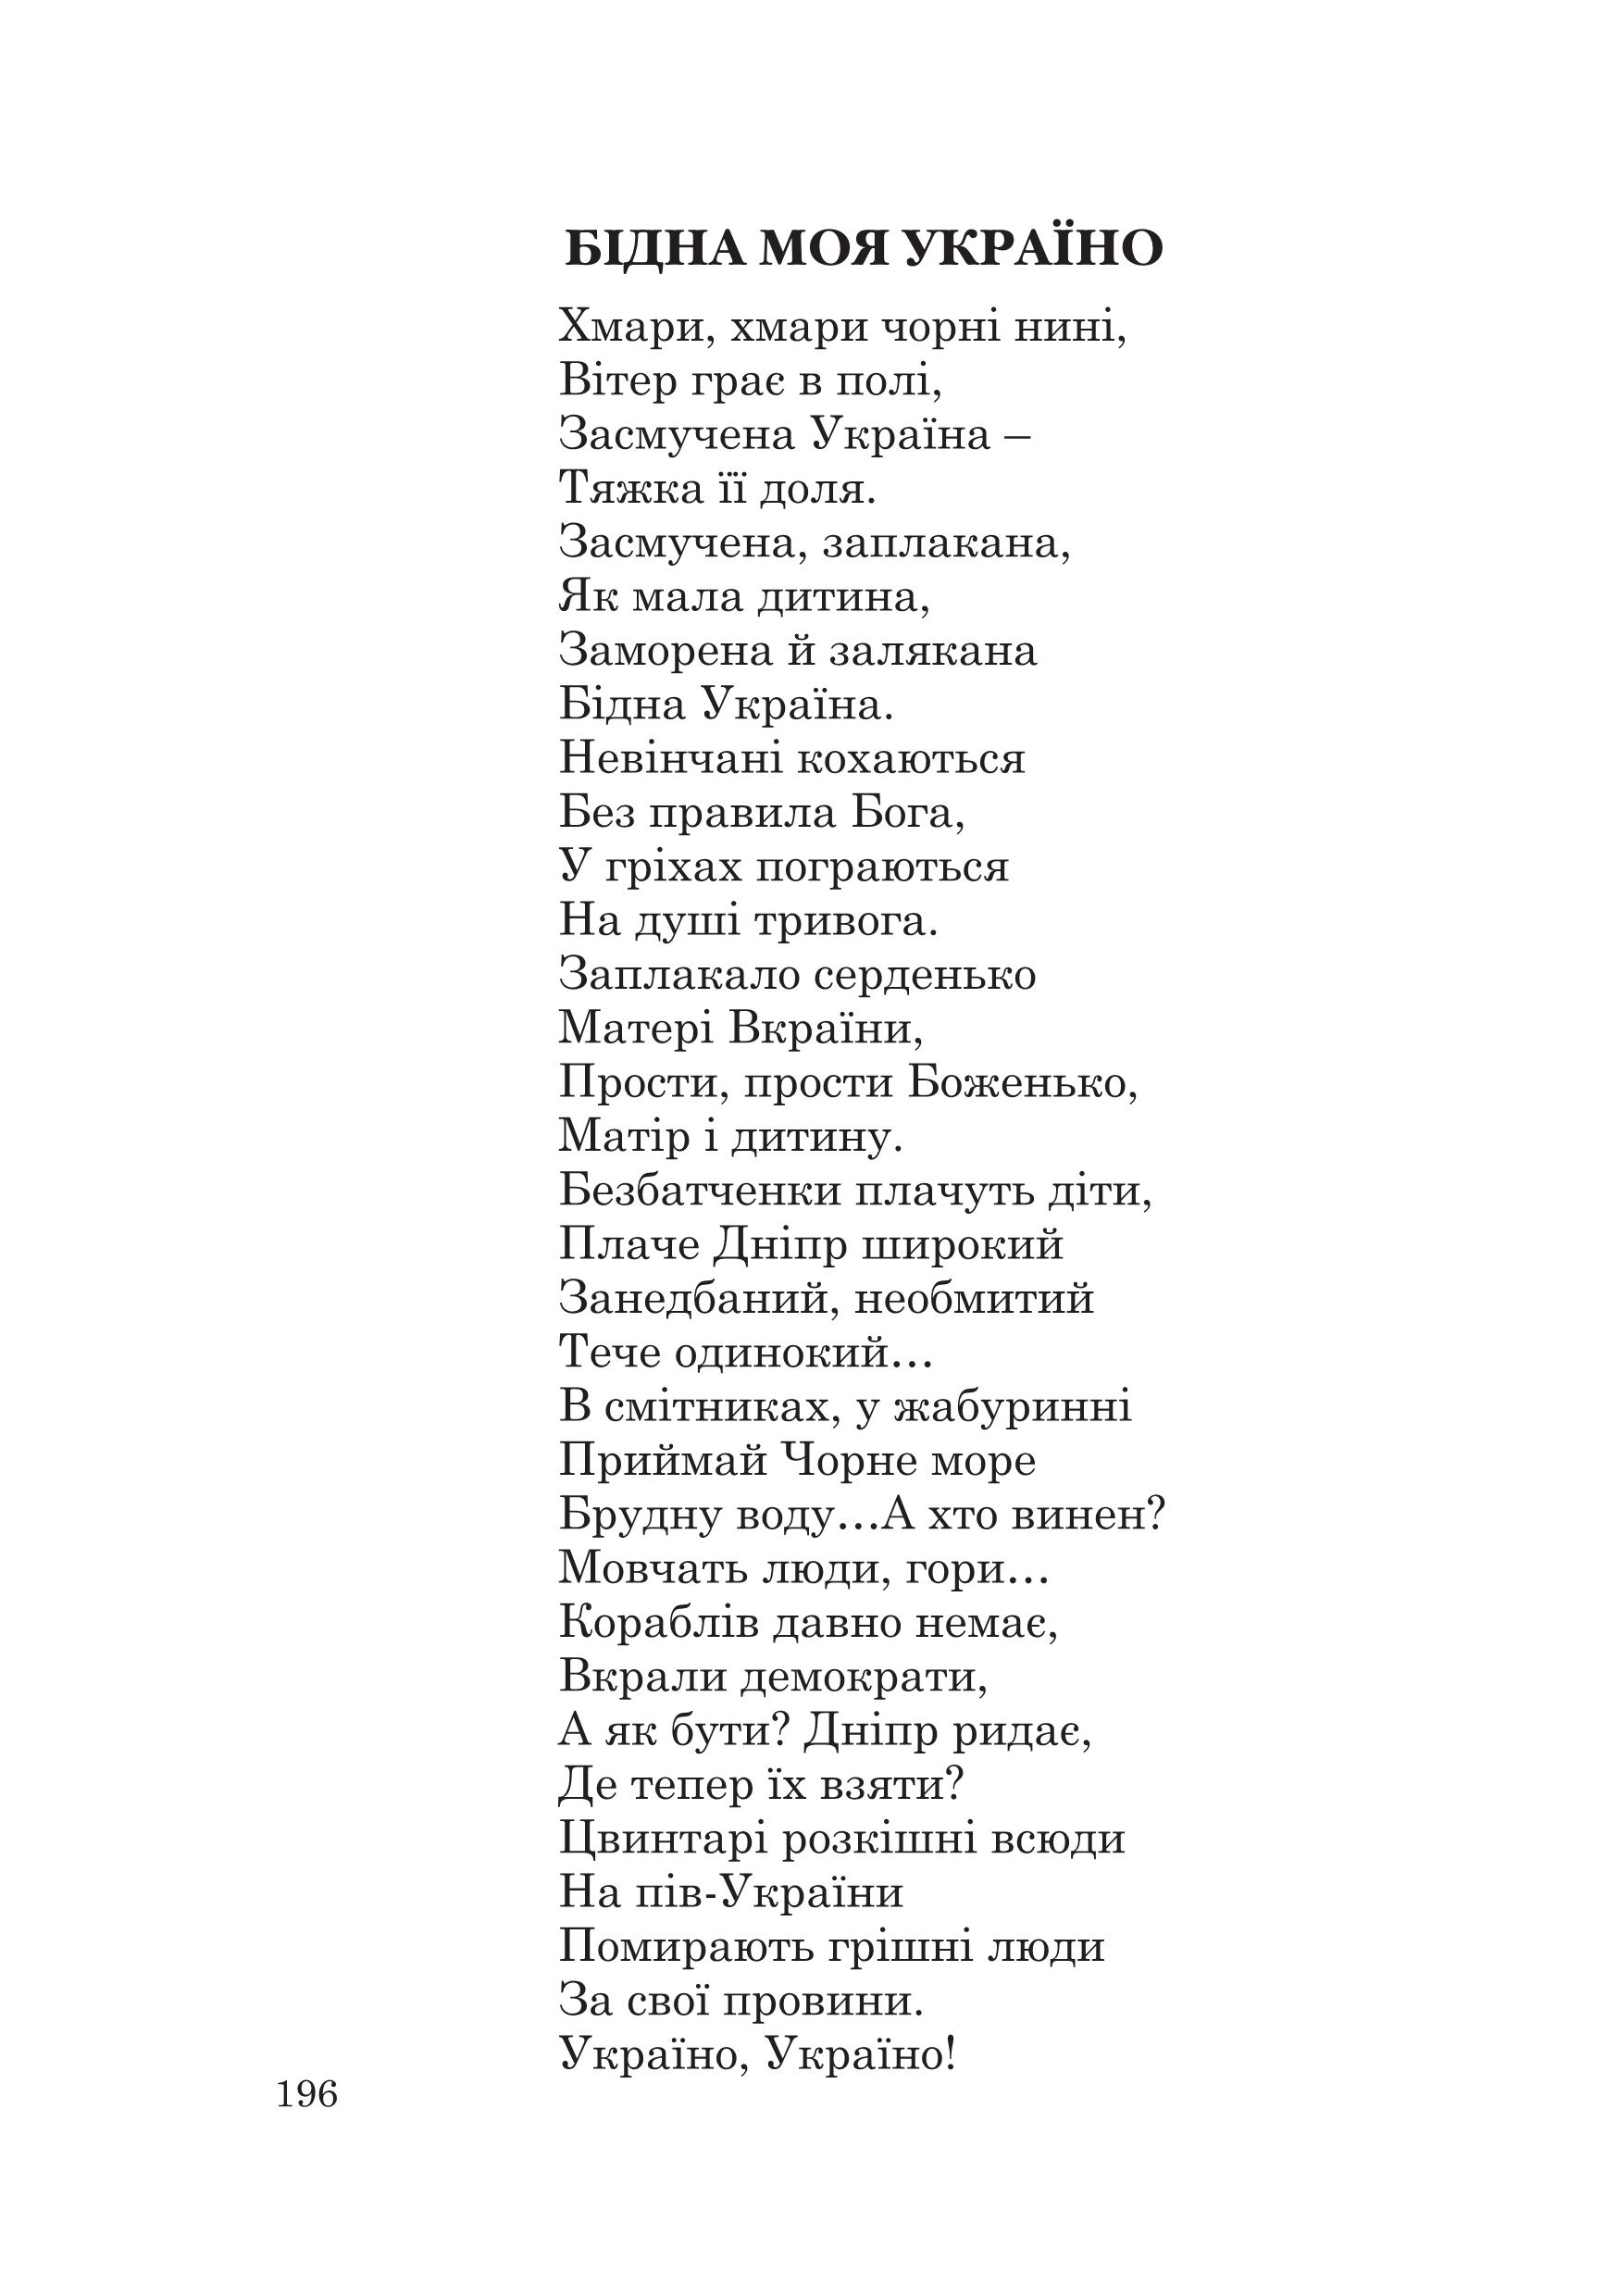 БІДНА МОЯ УКРАЇНО
Хмари, хмари чорні нині,
Вітер грає в полі,
Засмучена Україна –
Тяжка її доля.
Засмучена, заплакана,
Як мала дитина,
Заморена й залякана
Бідна Україна.
Невінчані кохаються
Без правила Бога,
У гріхах пограються
На душі тривога.
Заплакало серденько
Матері Вкраїни,
Прости, прости Боженько,
Матір і дитину.
Безбатченки плачуть діти,
Плаче Дніпр широкий
Занедбаний, необмитий
Тече одинокий…
В смітниках, у жабуринні
Приймай Чорне море
Брудну воду…А хто винен?
Мовчать люди, гори…
Кораблів давно немає,
Вкрали демократи,
А як бути? Дніпр ридає,
Де тепер їх взяти?
Цвинтарі розкішні всюди
На пів-України
Помирають грішні люди
За свої провини.
Україно, Україно!
196